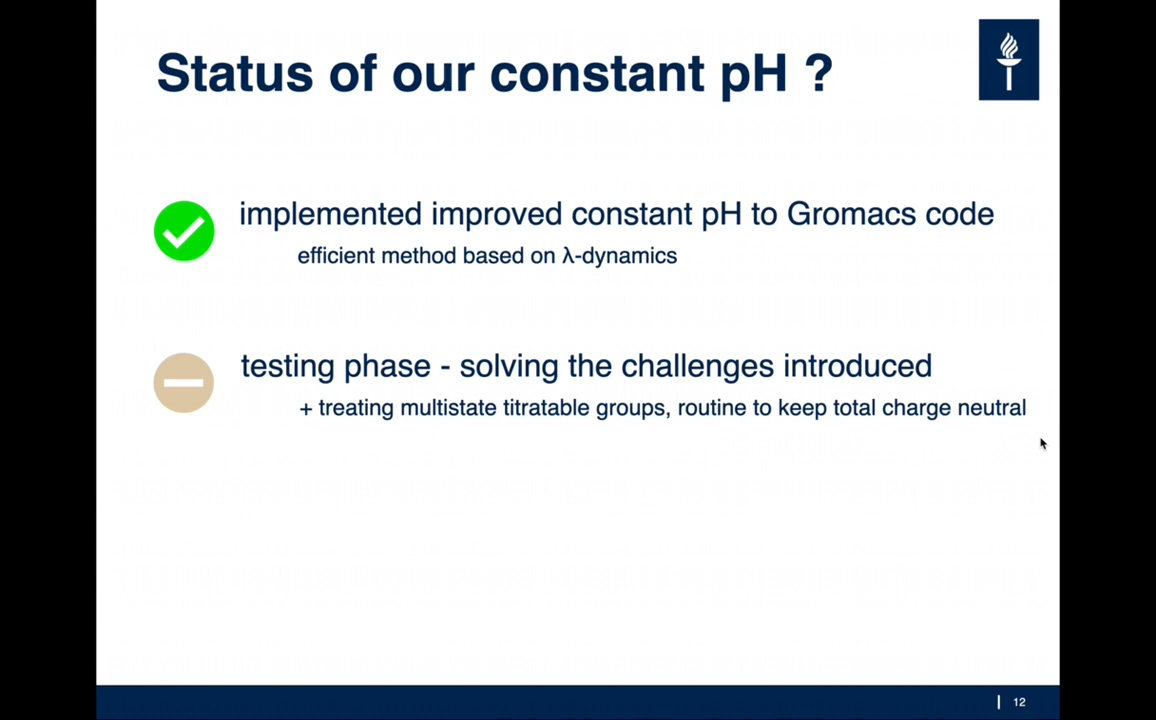 Status of our constant pH ?
implemented improved constant pH to Gromacs code
efficient method based on λ-dynamics
testing phase - solving the challenges introduced
+ treating multistate titratable groups, routine to keep total charge neutral
| 12